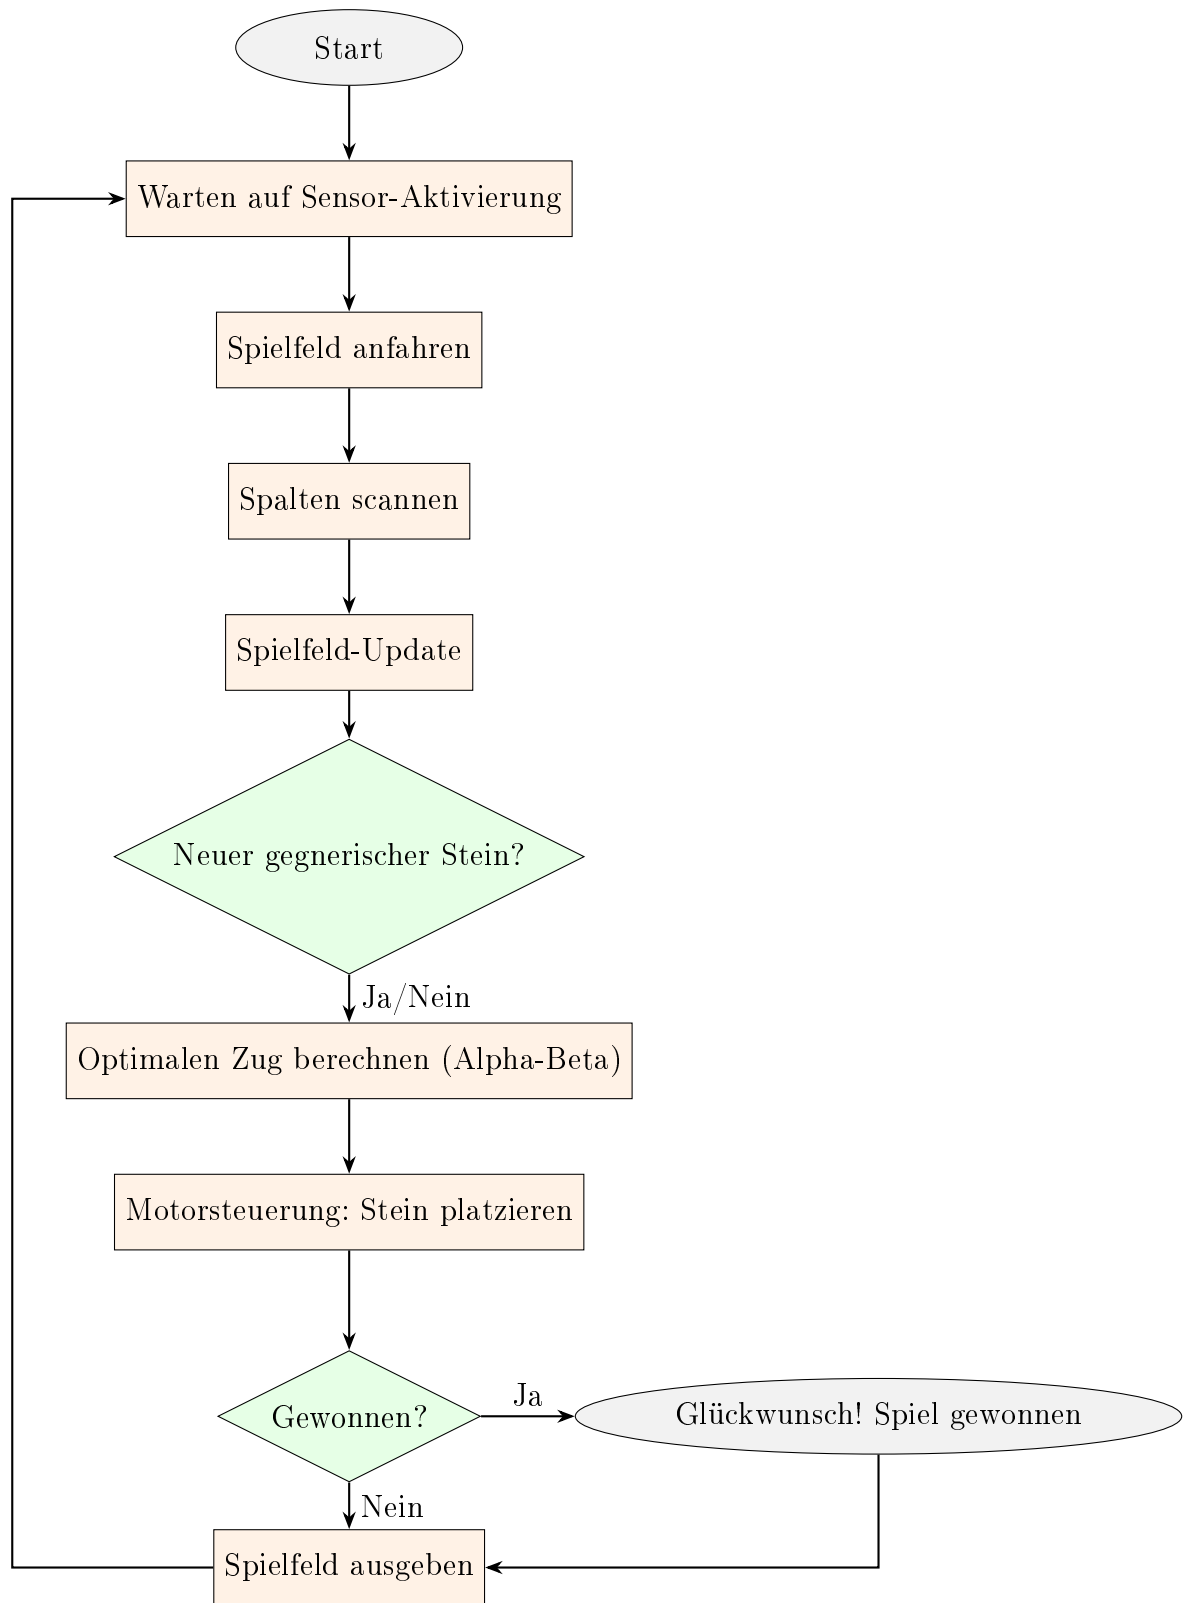 Start
Warten auf Sensor-Aktivierung
Spielfeld anfahren
Spalten scannen
Spielfeld-Update
Neuer gegnerischer Stein?
Ja/Nein
Optimalen Zug berechnen (Alpha-Beta)
Motorsteuerung: Stein platzieren
Gewonnen?
Ja
Glückwunsch! Spiel gewonnen
Nein
Spielfeld ausgeben